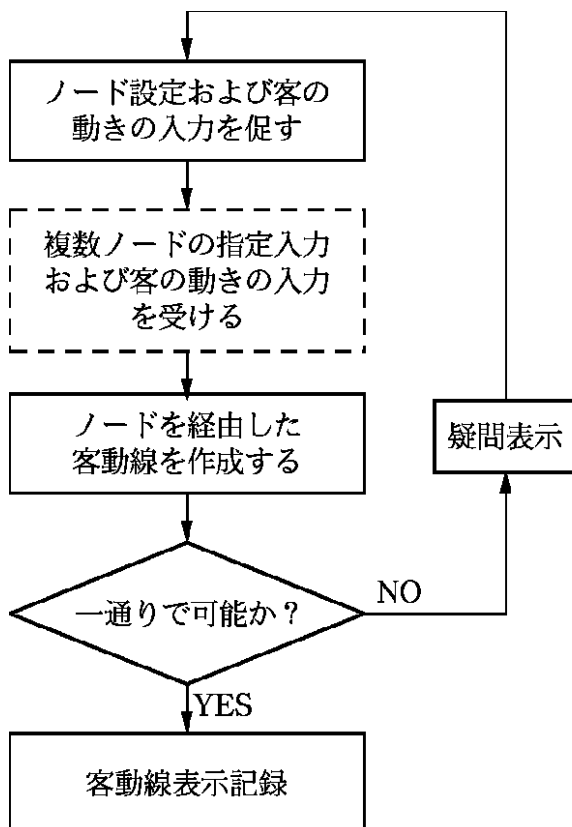 ノード設定および客の
動きの入力を促す
複数ノードの指定入力
および客の動きの入力
を受ける
ノードを経由した
客動線を作成する
疑問表示
一通りで可能か？
NO
YES
客動線表示記録